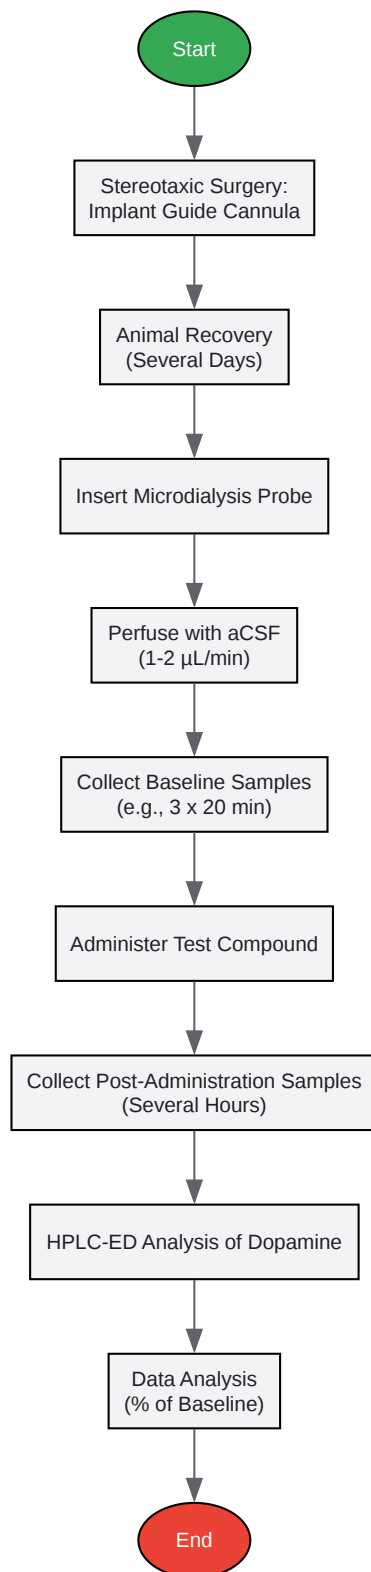 Start
Stereotaxic Surgery:
Implant Guide Cannula
Animal Recovery
(Several Days)
Insert Microdialysis Probe
Perfuse with aCSF
(1-2 µL/min)
Collect Baseline Samples
(e.g., 3 x 20 min)
Administer Test Compound
Collect Post-Administration Samples
(Several Hours)
HPLC-ED Analysis of Dopamine
Data Analysis
(% of Baseline)
End